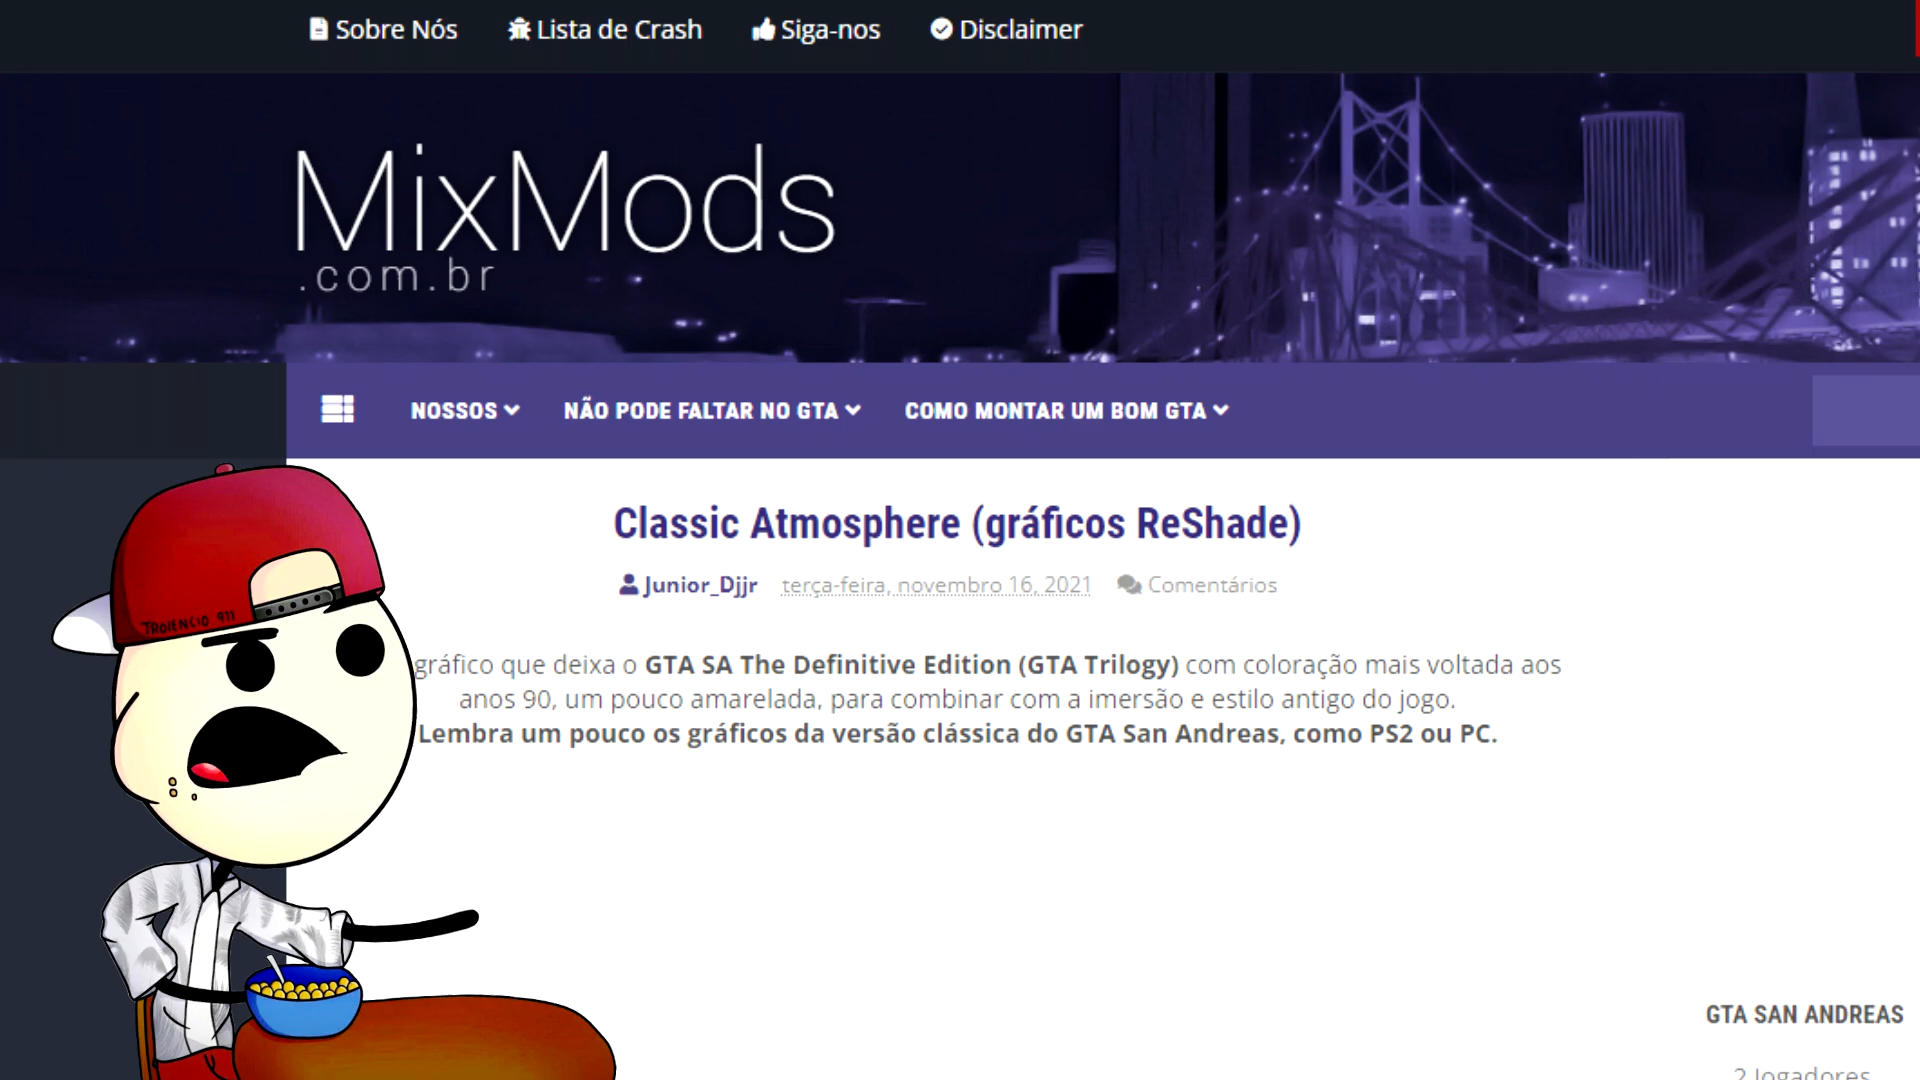 Sobre Nós Lista de Crash Siga-nos Disclaimer
MixMods
.com.br
NOSSOS NÃO PODE FALTAR NO GTA COMO MONTAR UM BOM GTA
Classic Atmosphere (gráficos ReShade)
Junior_Djjr terça-feira, novembro 16, 2021 Comentários
TROIENCIO 911
gráfico que deixa o GTA SA The Definitive Edition (GTA Trilogy) com coloração mais voltada aos
anos 90, um pouco amarelada, para combinar com a imersão e estilo antigo do jogo.
Lembra um pouco os gráficos da versão clássica do GTA San Andreas, como PS2 ou PC.
GTA SAN ANDREAS
2 Jogadores